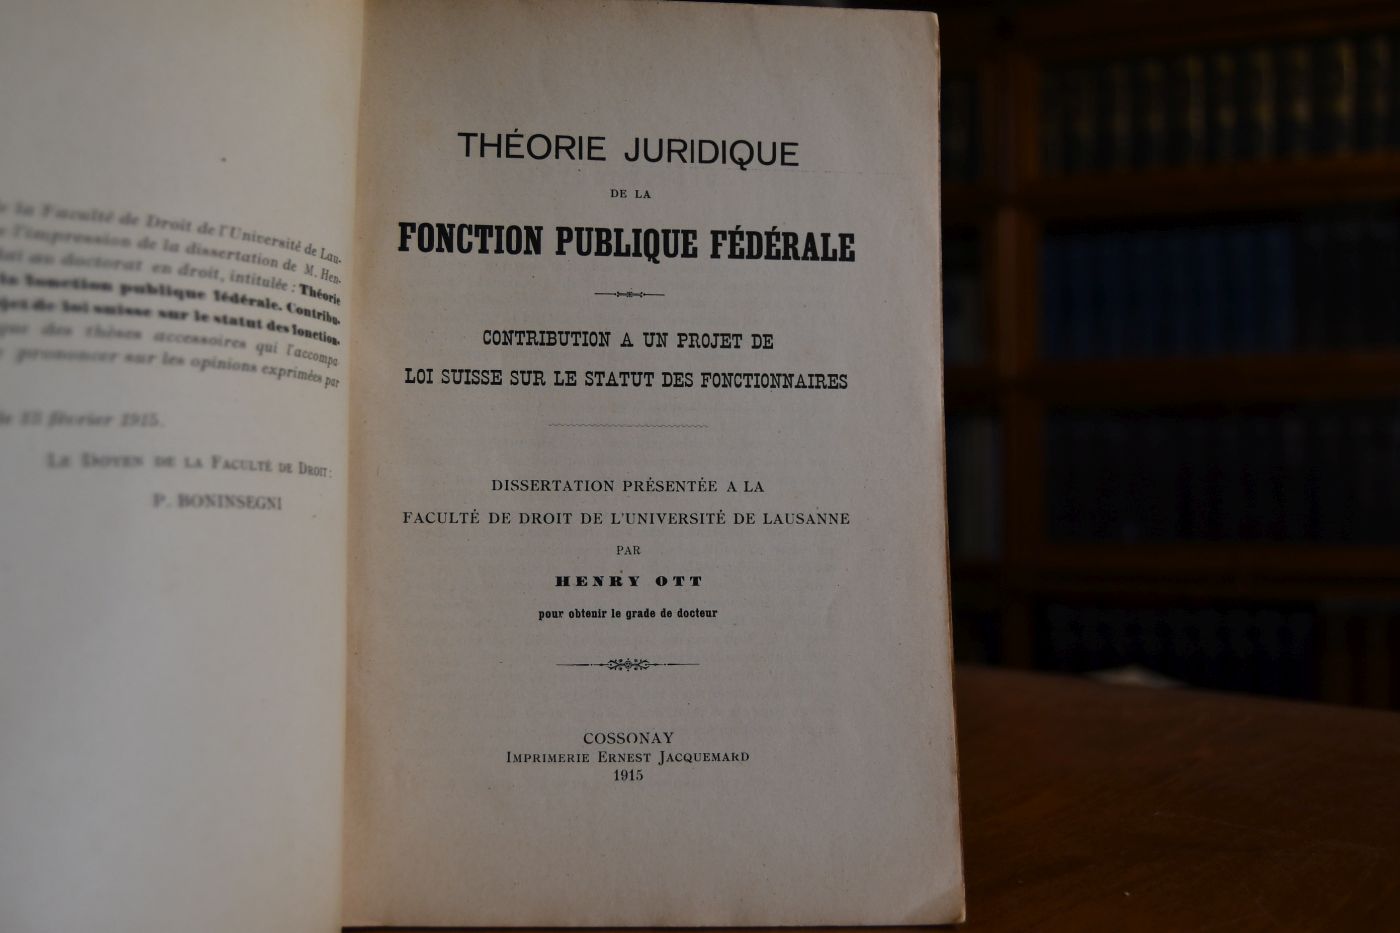 la Faculté de Droit de l'Université de Lau-
l'impression de la dissertation de M. Hen-
au doctorat en droit, intitulée : Théorie
la fonction publique fédérale. Contribu-
de loi suisse sur le statut des fonction-
que des thèses accessoires qui l'accompa-
prononcer sur les opinions exprimées par
février 1915.
LE DOYEN DE LA FACULTÉ DE DROIT:
P. BONINSEGNI
THÉORIE JURIDIQUE
DE LA
FONCTION PUBLIQUE FÉDÉRALE
CONTRIBUTION A UN PROJET DE
LOI SUISSE SUR LE STATUT DES FONCTIONNAIRES
DISSERTATION PRÉSENTÉE A LA
FACULTÉ DE DROIT DE L'UNIVERSITÉ DE LAUSANNE
PAR
HENRY OTT
pour obtenir le grade de docteur
COSSONAY
IMPRIMERIE ERNEST JACQUEMARD
1915